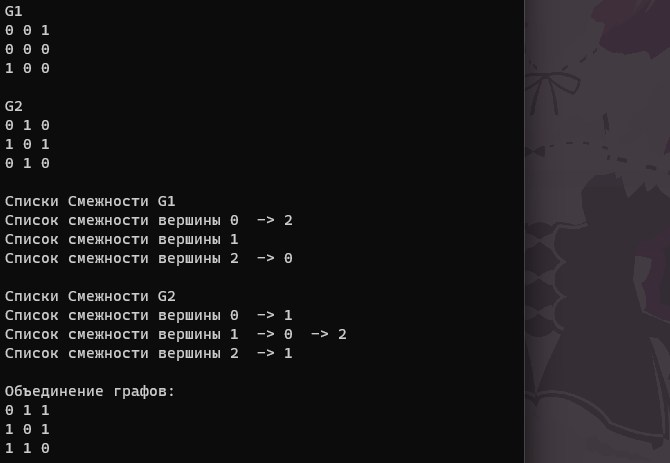 G1
0 0 1
0 0 0
1 0 0
G2
0 1 0
1 0 1
0 1 0
Списки Смежности G1
Список смежности вершины 0  -> 2
Список смежности вершины 1
Список смежности вершины 2  -> 0
Списки Смежности G2
Список смежности вершины 0  -> 1
Список смежности вершины 1  -> 0  -> 2
Список смежности вершины 2  -> 1
Объединение графов:
0 1 1
1 0 1
1 1 0